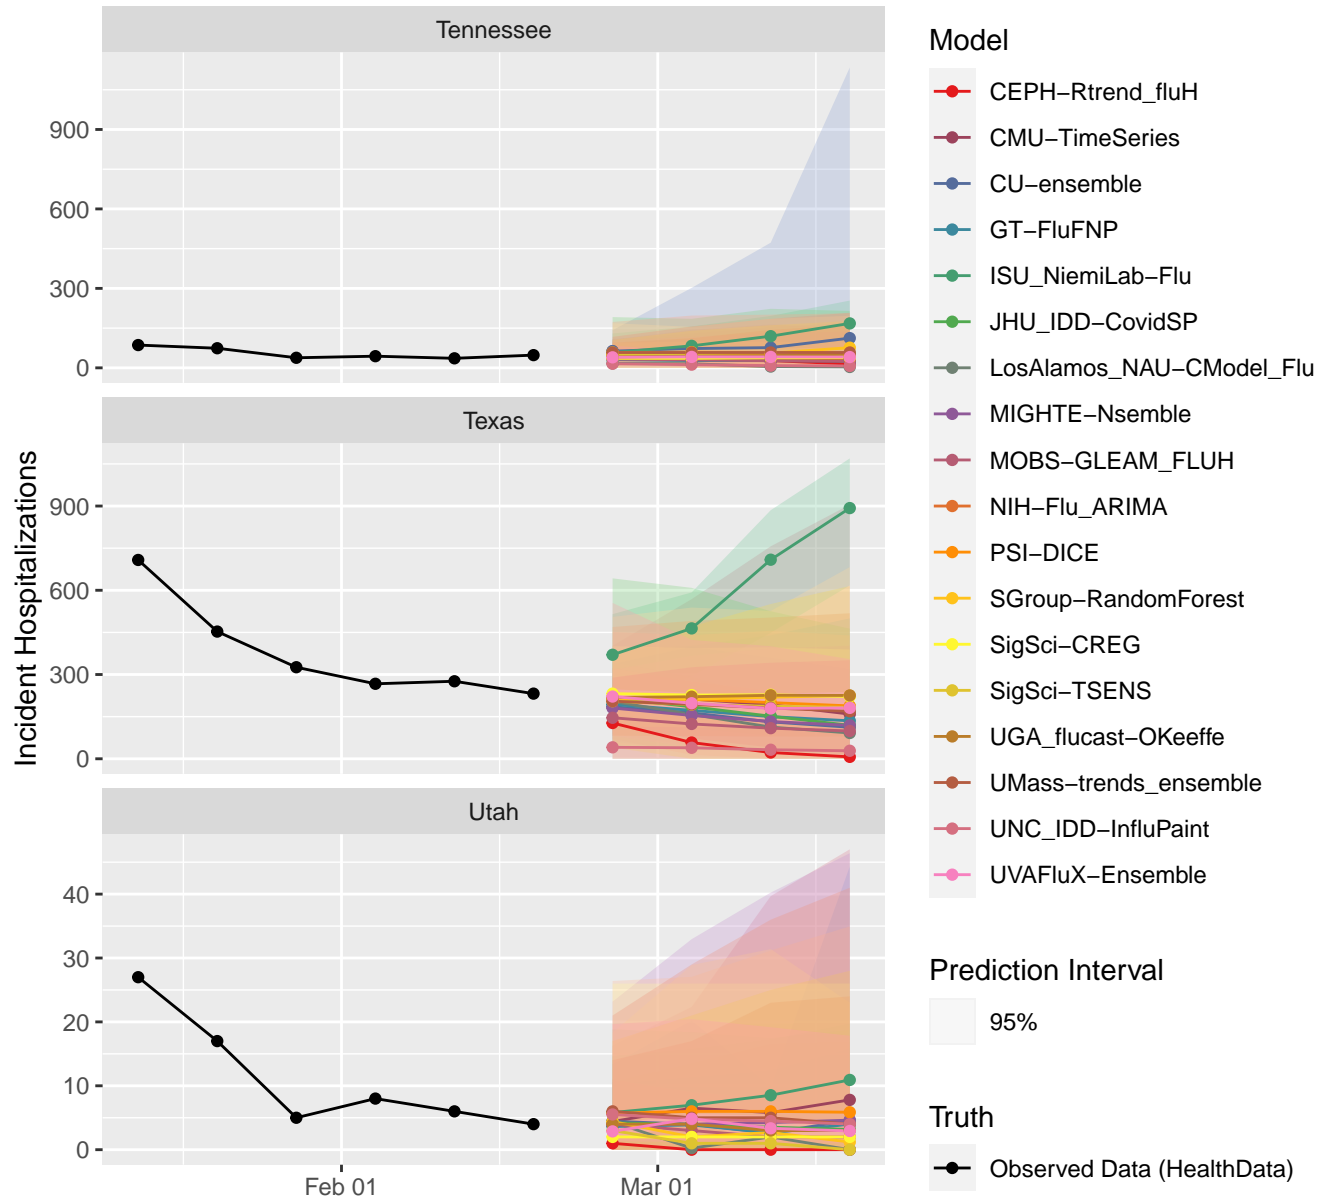 Tennessee
900
600
300
0
Texas
900
600
300
0
Utah
40
30
20
10
0
Feb 01
Mar 01
Incident Hospitalizations
Model
CEPH−Rtrend_fluH
CMU−TimeSeries
CU−ensemble
GT−FluFNP
ISU_NiemiLab−Flu
JHU_IDD−CovidSP
LosAlamos_NAU−CModel_Flu
MIGHTE−Nsemble
MOBS−GLEAM_FLUH
NIH−Flu_ARIMA
PSI−DICE
SGroup−RandomForest
SigSci−CREG
SigSci−TSENS
UGA_flucast−OKeeffe
UMass−trends_ensemble
UNC_IDD−InfluPaint
UVAFluX−Ensemble
Prediction Interval
95%
Truth
Observed Data (HealthData)